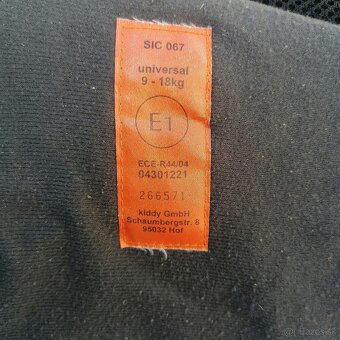 SIC 067
universal
9 - 18kg
E1
ECE-R44/04
04301221
266571
kiddy GmbH
Schaumbergstr. 8
95032 Hof